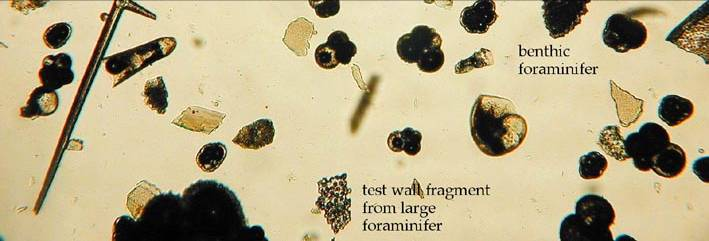 benthic
foraminifer
test wall fragment
from large
foraminifer